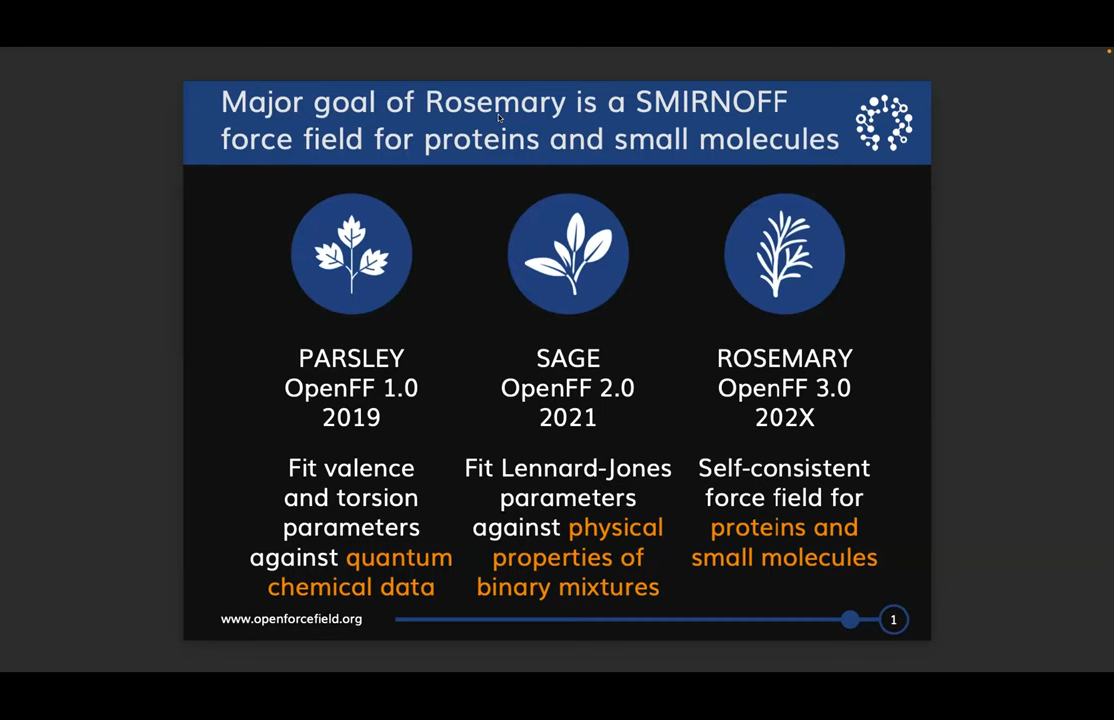 Major goal of Rosemary is a SMIRNOFF
force field for proteins and small molecules
PARSLEY
OpenFF 1.0
2019
Fit valence
and torsion
parameters
against quantum
chemical data
SAGE
OpenFF 2.0
2021
Fit Lennard-Jones
parameters
against physical
properties of
binary mixtures
ROSEMARY
OpenFF 3.0
202X
Self-consistent
force field for
proteins and
small molecules
www.openforcefield.org
1